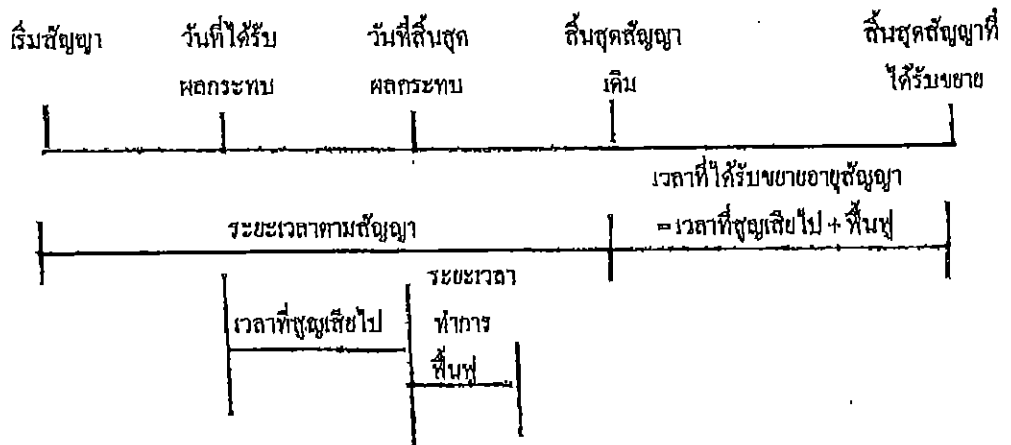 เริ่มสัญญา วันที่ได้รับ วันที่สิ้นสุด สิ้นสุดสัญญา สิ้นสุดสัญญาที่
ผลกระทบ ผลกระทบ เดิม ได้รับขยาย
เวลาที่ได้รับขยายอายุสัญญา
ระยะเวลาตามสัญญา =เวลาที่สูญเสียไป + ฟื้นฟู
ระยะเวลา
เวลาที่สูญเสียไป ทำการ
ฟื้นฟู